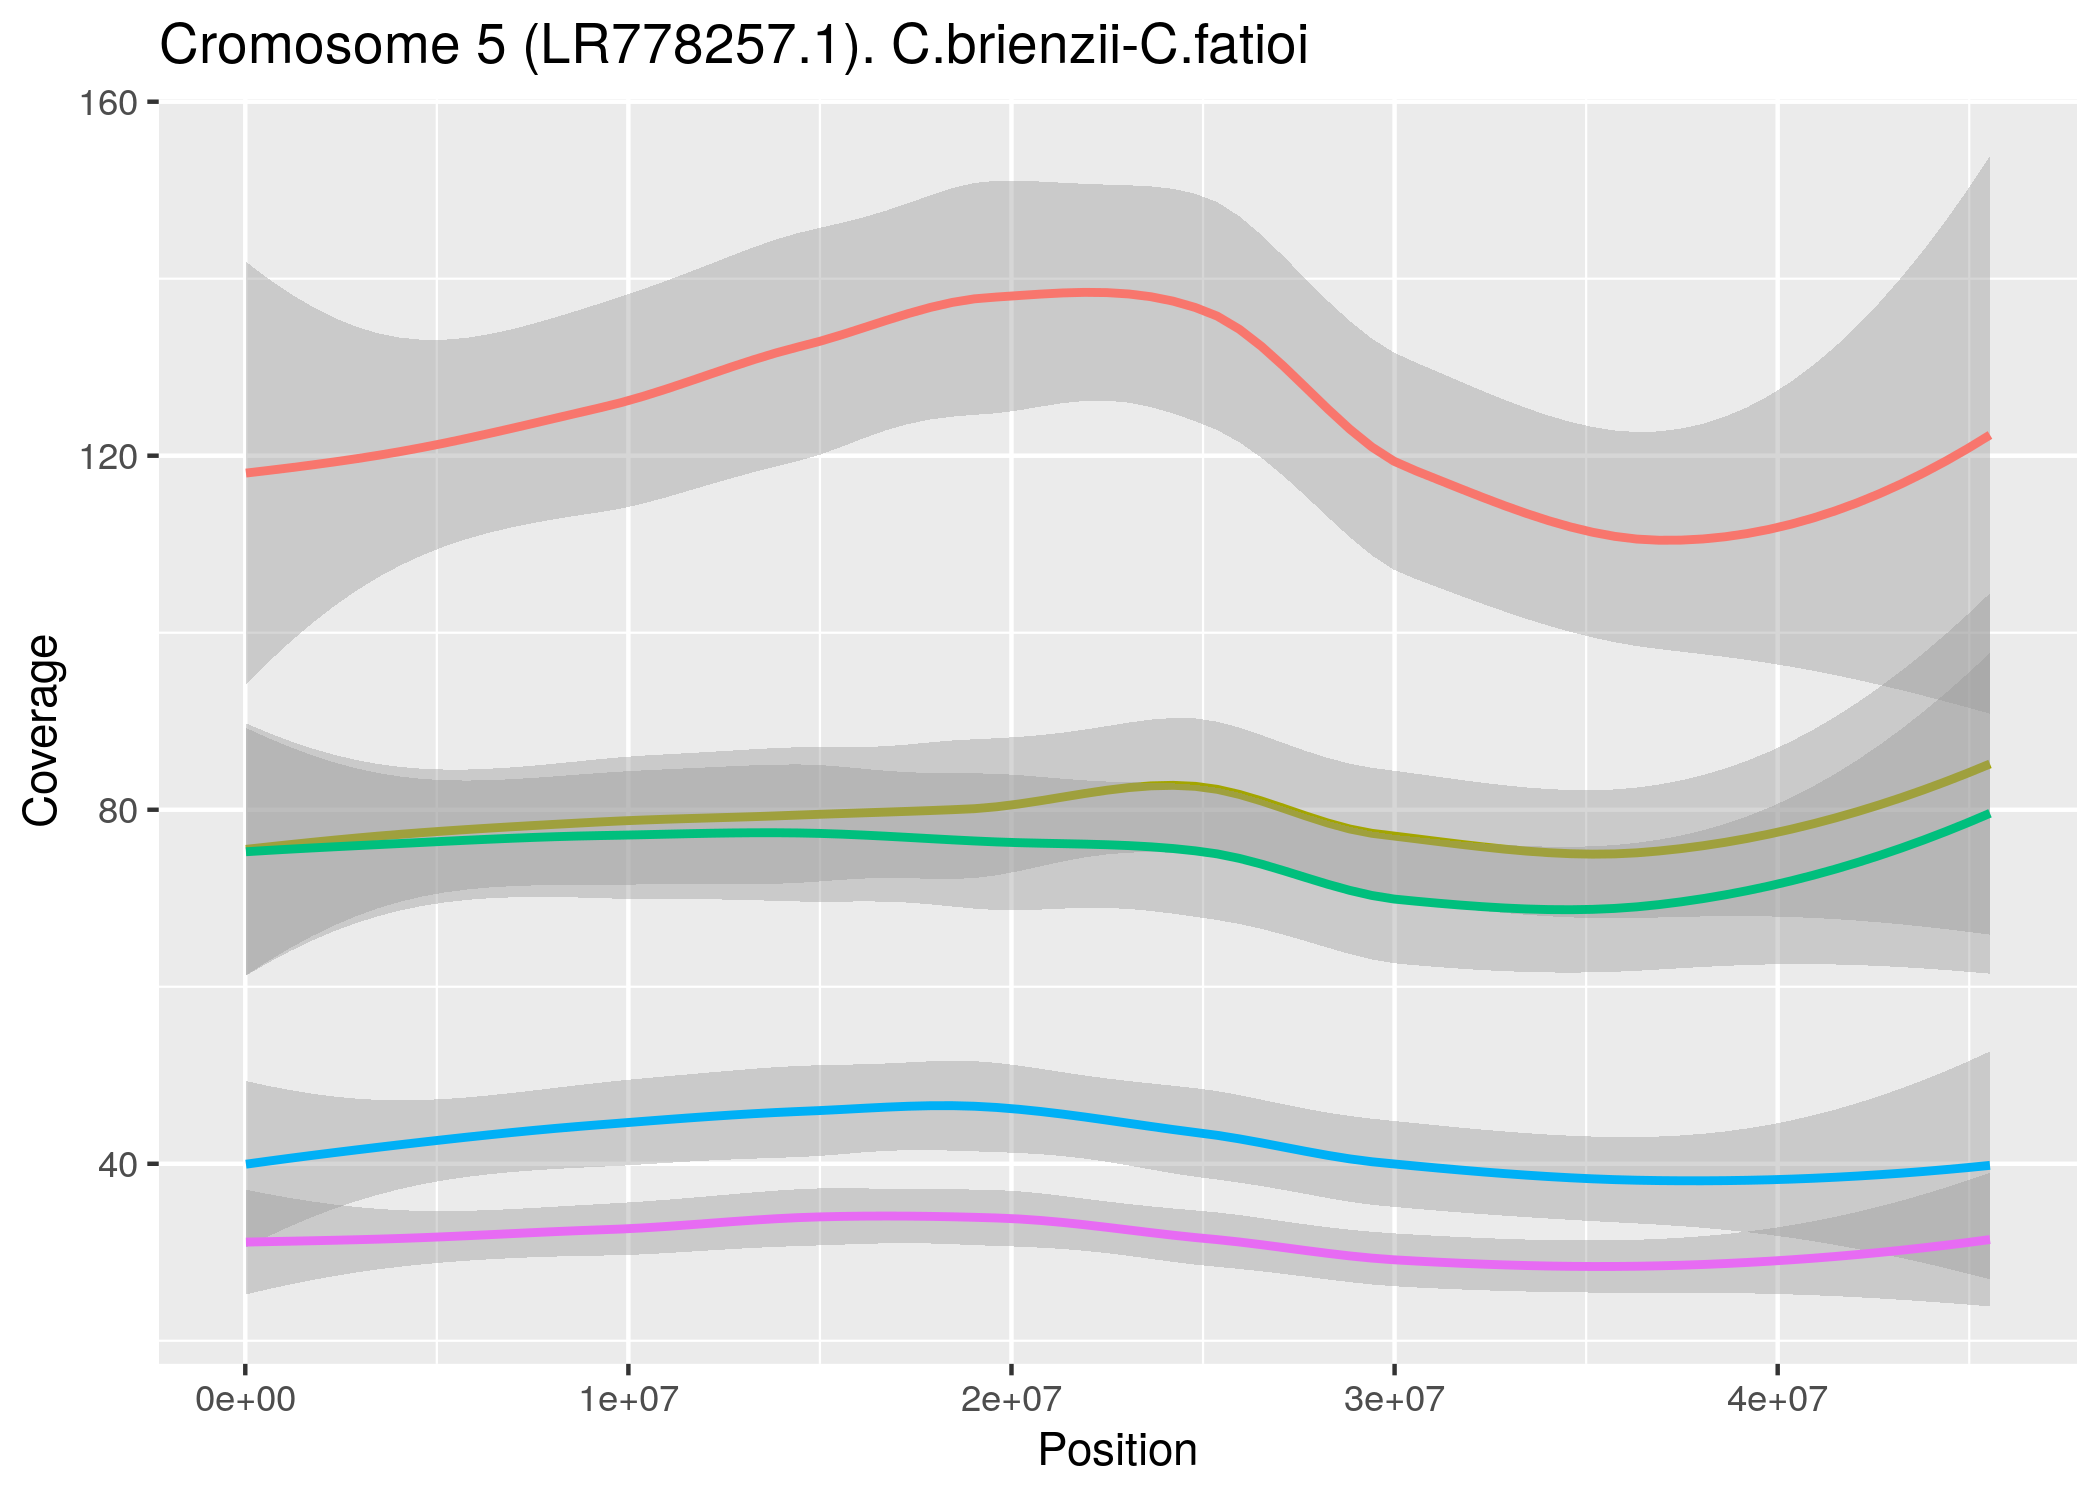 Cromosome 5 (LR778257.1). C.brienzii-C.fatioi
160
120
80
40
Coverage
0e+00 1e+07 2e+07 3e+07 4e+07
Position